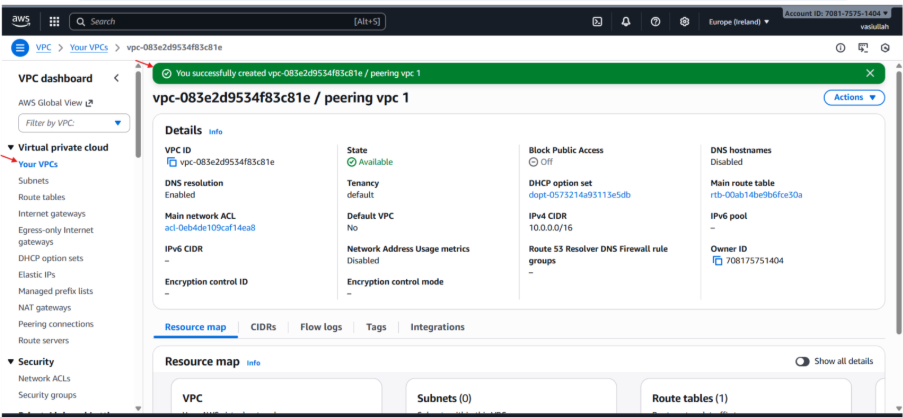 aws
Search
[Alt+S]
Europe (Ireland)
Account ID: 7081-7575-1404
vasiullah
VPC > Your VPCs > vpc-083e2d9534f83c81e
VPC dashboard
AWS Global View
Filter by VPC:
Virtual private cloud
Your VPCs
Subnets
Route tables
Internet gateways
Egress-only Internet
gateways
DHCP option sets
Elastic IPs
Managed prefix lists
NAT gateways
Peering connections
Route servers
Security
Network ACLs
Security groups
You successfully created vpc-083e2d9534f83c81e / peering vpc 1
vpc-083e2d9534f83c81e / peering vpc 1
Actions
Details Info
VPC ID
vpc-083e2d9534f83c81e
State
Available
Block Public Access
Off
DNS hostnames
Disabled
DNS resolution
Enabled
Tenancy
default
DHCP option set
dopt-0573214a93113e5db
Main route table
rtb-00ab14be9b6fce30a
Main network ACL
acl-0eb4de109caf14ea8
Default VPC
No
IPv4 CIDR
10.0.0.0/16
IPv6 pool
–
IPv6 CIDR
–
Network Address Usage metrics
Disabled
Route 53 Resolver DNS Firewall rule
groups
–
Owner ID
708175751404
Encryption control ID
–
Encryption control mode
–
Resource map
CIDRs
Flow logs
Tags
Integrations
Resource map Info
Show all details
VPC
Subnets (0)
Route tables (1)